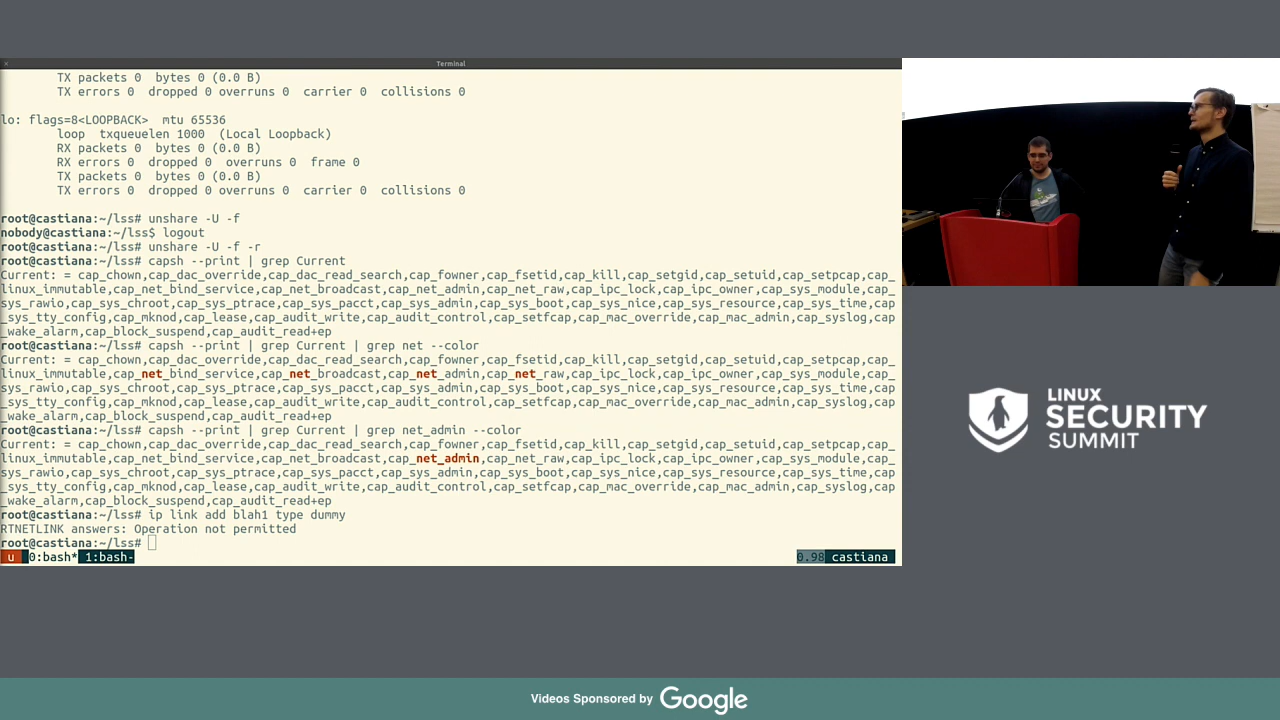 Terminal
TX packets 0  bytes 0 (0.0 B)
TX errors 0  dropped 0 overruns 0  carrier 0  collisions 0
lo: flags=8<LOOPBACK>  mtu 65536
loop  txqueuelen 1000  (Local Loopback)
RX packets 0  bytes 0 (0.0 B)
RX errors 0  dropped 0  overruns 0  frame 0
TX packets 0  bytes 0 (0.0 B)
TX errors 0  dropped 0 overruns 0  carrier 0  collisions 0
root@castiana:~/lss# unshare -U -f
nobody@castiana:~/lss$ logout
root@castiana:~/lss# unshare -U -f -r
root@castiana:~/lss# capsh --print | grep Current
Current: = cap_chown,cap_dac_override,cap_dac_read_search,cap_fowner,cap_fsetid,cap_kill,cap_setgid,cap_setuid,cap_setpcap,cap_
linux_immutable,cap_net_bind_service,cap_net_broadcast,cap_net_admin,cap_net_raw,cap_ipc_lock,cap_ipc_owner,cap_sys_module,cap_
sys_rawio,cap_sys_chroot,cap_sys_ptrace,cap_sys_pacct,cap_sys_admin,cap_sys_boot,cap_sys_nice,cap_sys_resource,cap_sys_time,cap
_sys_tty_config,cap_mknod,cap_lease,cap_audit_write,cap_audit_control,cap_setfcap,cap_mac_override,cap_mac_admin,cap_syslog,cap
_wake_alarm,cap_block_suspend,cap_audit_read+ep
root@castiana:~/lss# capsh --print | grep Current | grep net --color
Current: = cap_chown,cap_dac_override,cap_dac_read_search,cap_fowner,cap_fsetid,cap_kill,cap_setgid,cap_setuid,cap_setpcap,cap_
linux_immutable,cap_net_bind_service,cap_net_broadcast,cap_net_admin,cap_net_raw,cap_ipc_lock,cap_ipc_owner,cap_sys_module,cap_
sys_rawio,cap_sys_chroot,cap_sys_ptrace,cap_sys_pacct,cap_sys_admin,cap_sys_boot,cap_sys_nice,cap_sys_resource,cap_sys_time,cap
_sys_tty_config,cap_mknod,cap_lease,cap_audit_write,cap_audit_control,cap_setfcap,cap_mac_override,cap_mac_admin,cap_syslog,cap
_wake_alarm,cap_block_suspend,cap_audit_read+ep
root@castiana:~/lss# capsh --print | grep Current | grep net_admin --color
Current: = cap_chown,cap_dac_override,cap_dac_read_search,cap_fowner,cap_fsetid,cap_kill,cap_setgid,cap_setuid,cap_setpcap,cap_
linux_immutable,cap_net_bind_service,cap_net_broadcast,cap_net_admin,cap_net_raw,cap_ipc_lock,cap_ipc_owner,cap_sys_module,cap_
sys_rawio,cap_sys_chroot,cap_sys_ptrace,cap_sys_pacct,cap_sys_admin,cap_sys_boot,cap_sys_nice,cap_sys_resource,cap_sys_time,cap
_sys_tty_config,cap_mknod,cap_lease,cap_audit_write,cap_audit_control,cap_setfcap,cap_mac_override,cap_mac_admin,cap_syslog,cap
_wake_alarm,cap_block_suspend,cap_audit_read+ep
root@castiana:~/lss# ip link add blah1 type dummy
RTNETLINK answers: Operation not permitted
root@castiana:~/lss#
u 0:bash* 1:bash- 0.98 castiana
LINUX
SECURITY
SUMMIT
Videos Sponsored by Google